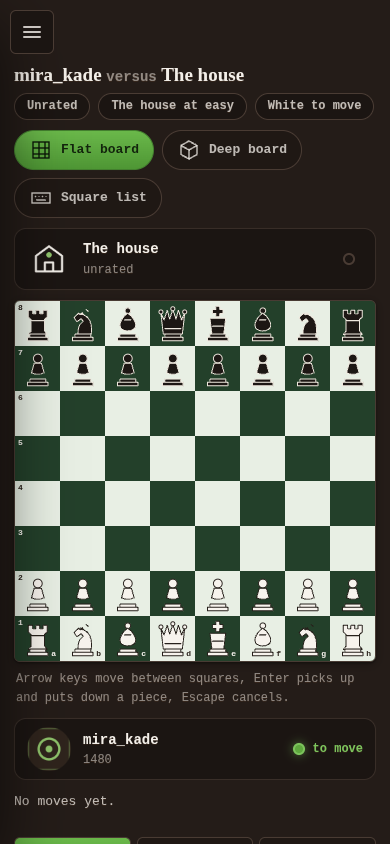 mira_kade versus The house
Unrated
The house at easy
White to move
Flat board
Deep board
Square list
The house
unrated
8
7
6
5
4
3
2
1
a b c d e f g h
Arrow keys move between squares, Enter picks up
and puts down a piece, Escape cancels.
mira_kade
1480
to move
No moves yet.